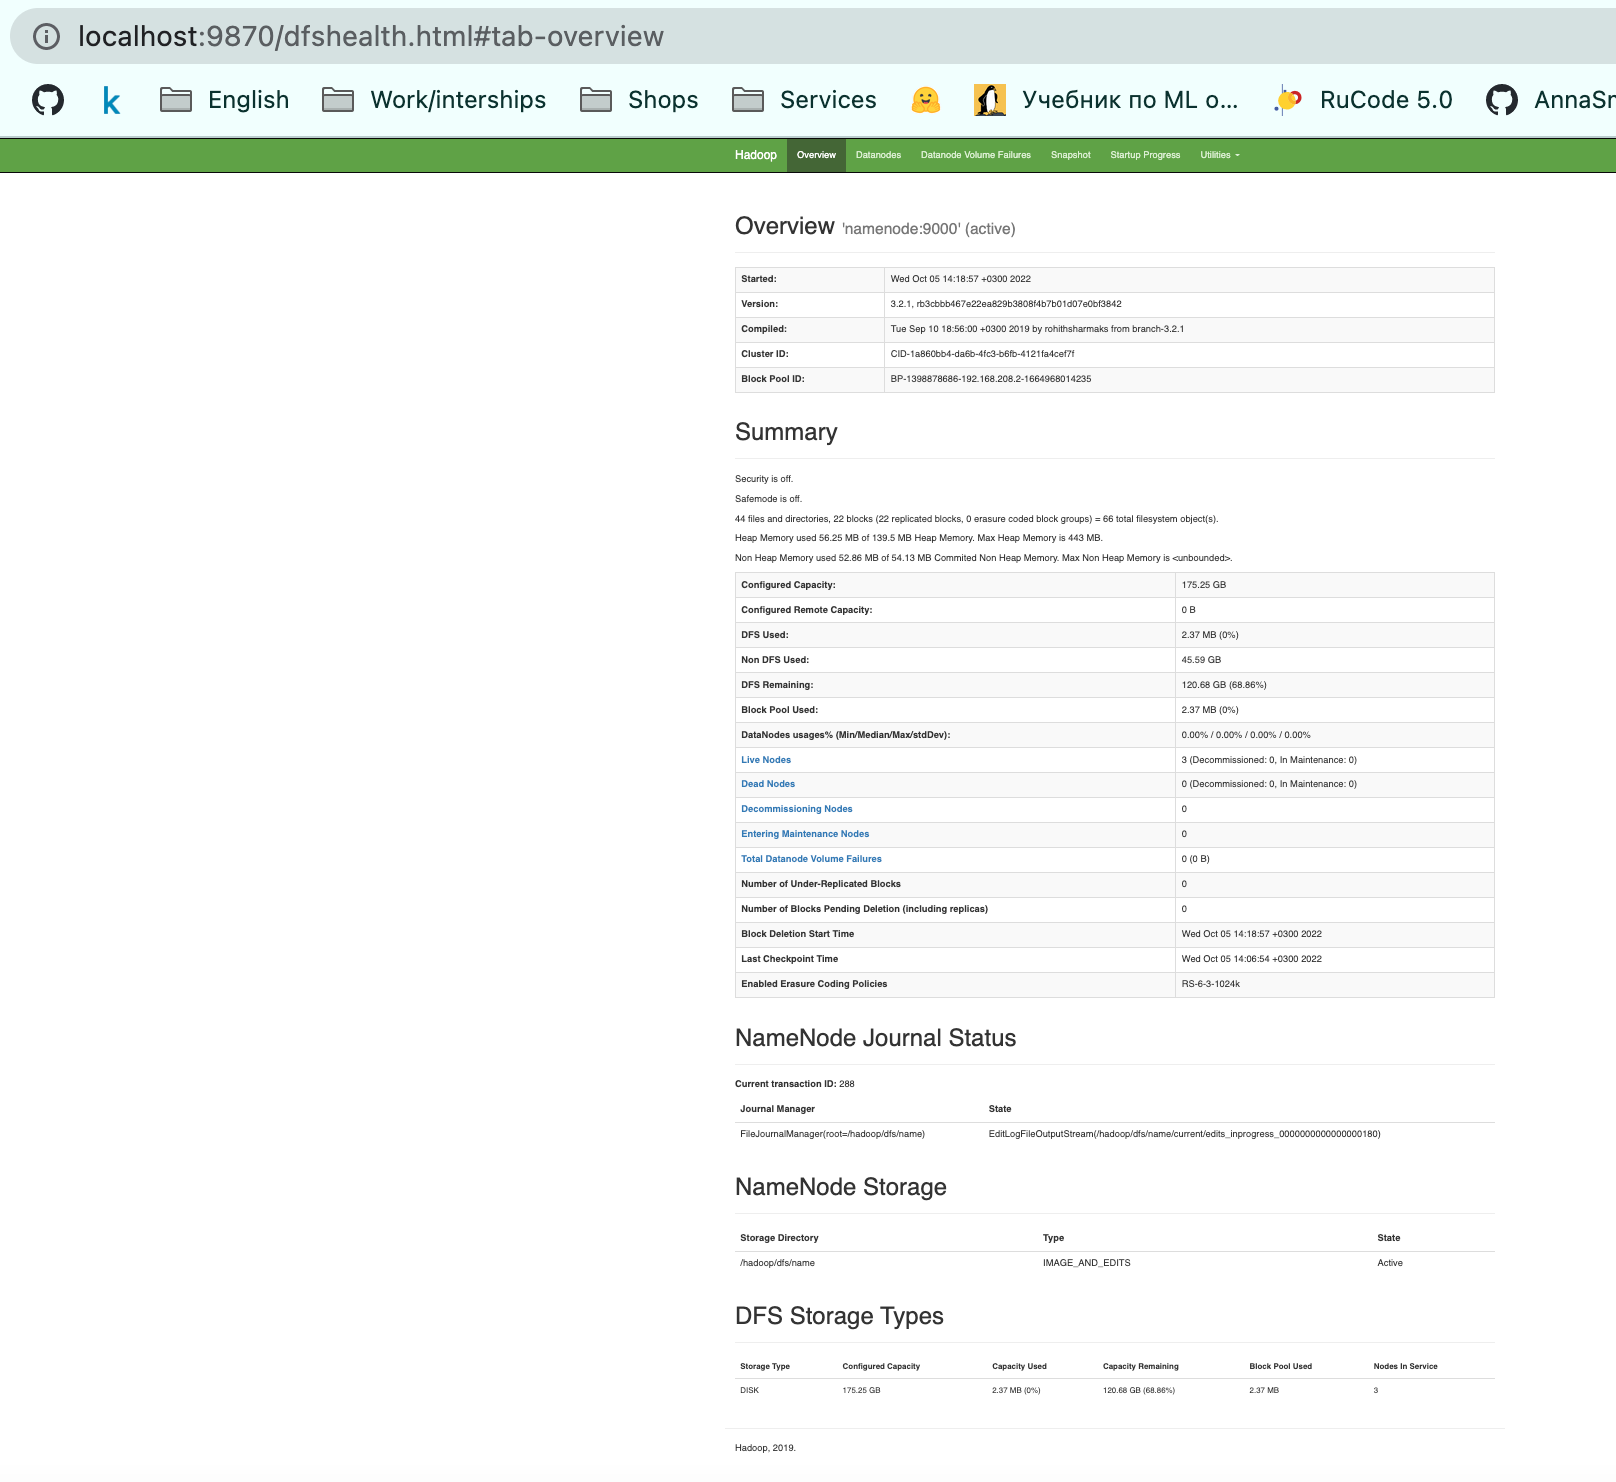 localhost:9870/dfshealth.html#tab-overview
k English Work/interships Shops Services Учебник по ML о... RuCode 5.0 AnnaSm
Hadoop Overview Datanodes Datanode Volume Failures Snapshot Startup Progress Utilities
Overview 'namenode:9000' (active)
Started: Wed Oct 05 14:18:57 +0300 2022
Version: 3.2.1, rb3cbbb467e22ea829b3808f4b7b01d07e0bf3842
Compiled: Tue Sep 10 18:56:00 +0300 2019 by rohithsharmaks from branch-3.2.1
Cluster ID: CID-1a860bb4-da6b-4fc3-b6fb-4121fa4cef7f
Block Pool ID: BP-1398878686-192.168.208.2-1664968014235
Summary
Security is off.
Safemode is off.
44 files and directories, 22 blocks (22 replicated blocks, 0 erasure coded block groups) = 66 total filesystem object(s).
Heap Memory used 56.25 MB of 139.5 MB Heap Memory. Max Heap Memory is 443 MB.
Non Heap Memory used 52.86 MB of 54.13 MB Commited Non Heap Memory. Max Non Heap Memory is <unbounded>.
Configured Capacity: 175.25 GB
Configured Remote Capacity: 0 B
DFS Used: 2.37 MB (0%)
Non DFS Used: 45.59 GB
DFS Remaining: 120.68 GB (68.86%)
Block Pool Used: 2.37 MB (0%)
DataNodes usages% (Min/Median/Max/stdDev): 0.00% / 0.00% / 0.00% / 0.00%
Live Nodes 3 (Decommissioned: 0, In Maintenance: 0)
Dead Nodes 0 (Decommissioned: 0, In Maintenance: 0)
Decommissioning Nodes 0
Entering Maintenance Nodes 0
Total Datanode Volume Failures 0 (0 B)
Number of Under-Replicated Blocks 0
Number of Blocks Pending Deletion (including replicas) 0
Block Deletion Start Time Wed Oct 05 14:18:57 +0300 2022
Last Checkpoint Time Wed Oct 05 14:06:54 +0300 2022
Enabled Erasure Coding Policies RS-6-3-1024k
NameNode Journal Status
Current transaction ID: 288
Journal Manager State
FileJournalManager(root=/hadoop/dfs/name) EditLogFileOutputStream(/hadoop/dfs/name/current/edits_inprogress_0000000000000000180)
NameNode Storage
Storage Directory Type State
/hadoop/dfs/name IMAGE_AND_EDITS Active
DFS Storage Types
Storage Type Configured Capacity Capacity Used Capacity Remaining Block Pool Used Nodes In Service
DISK 175.25 GB 2.37 MB (0%) 120.68 GB (68.86%) 2.37 MB 3
Hadoop, 2019.